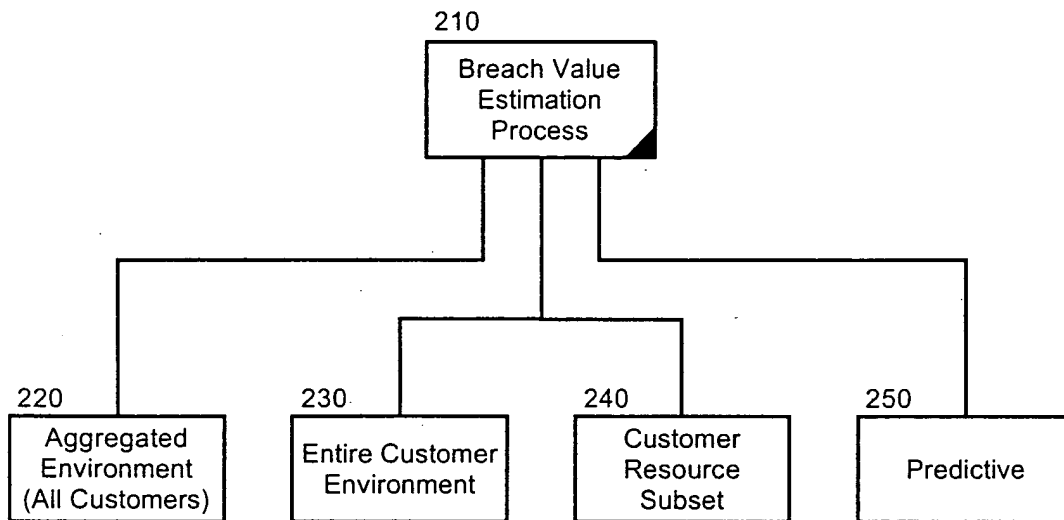 210
Breach Value
Estimation
Process
220
Aggregated
Environment
(All Customers)
230
Entire Customer
Environment
240
Customer
Resource
Subset
250
Predictive